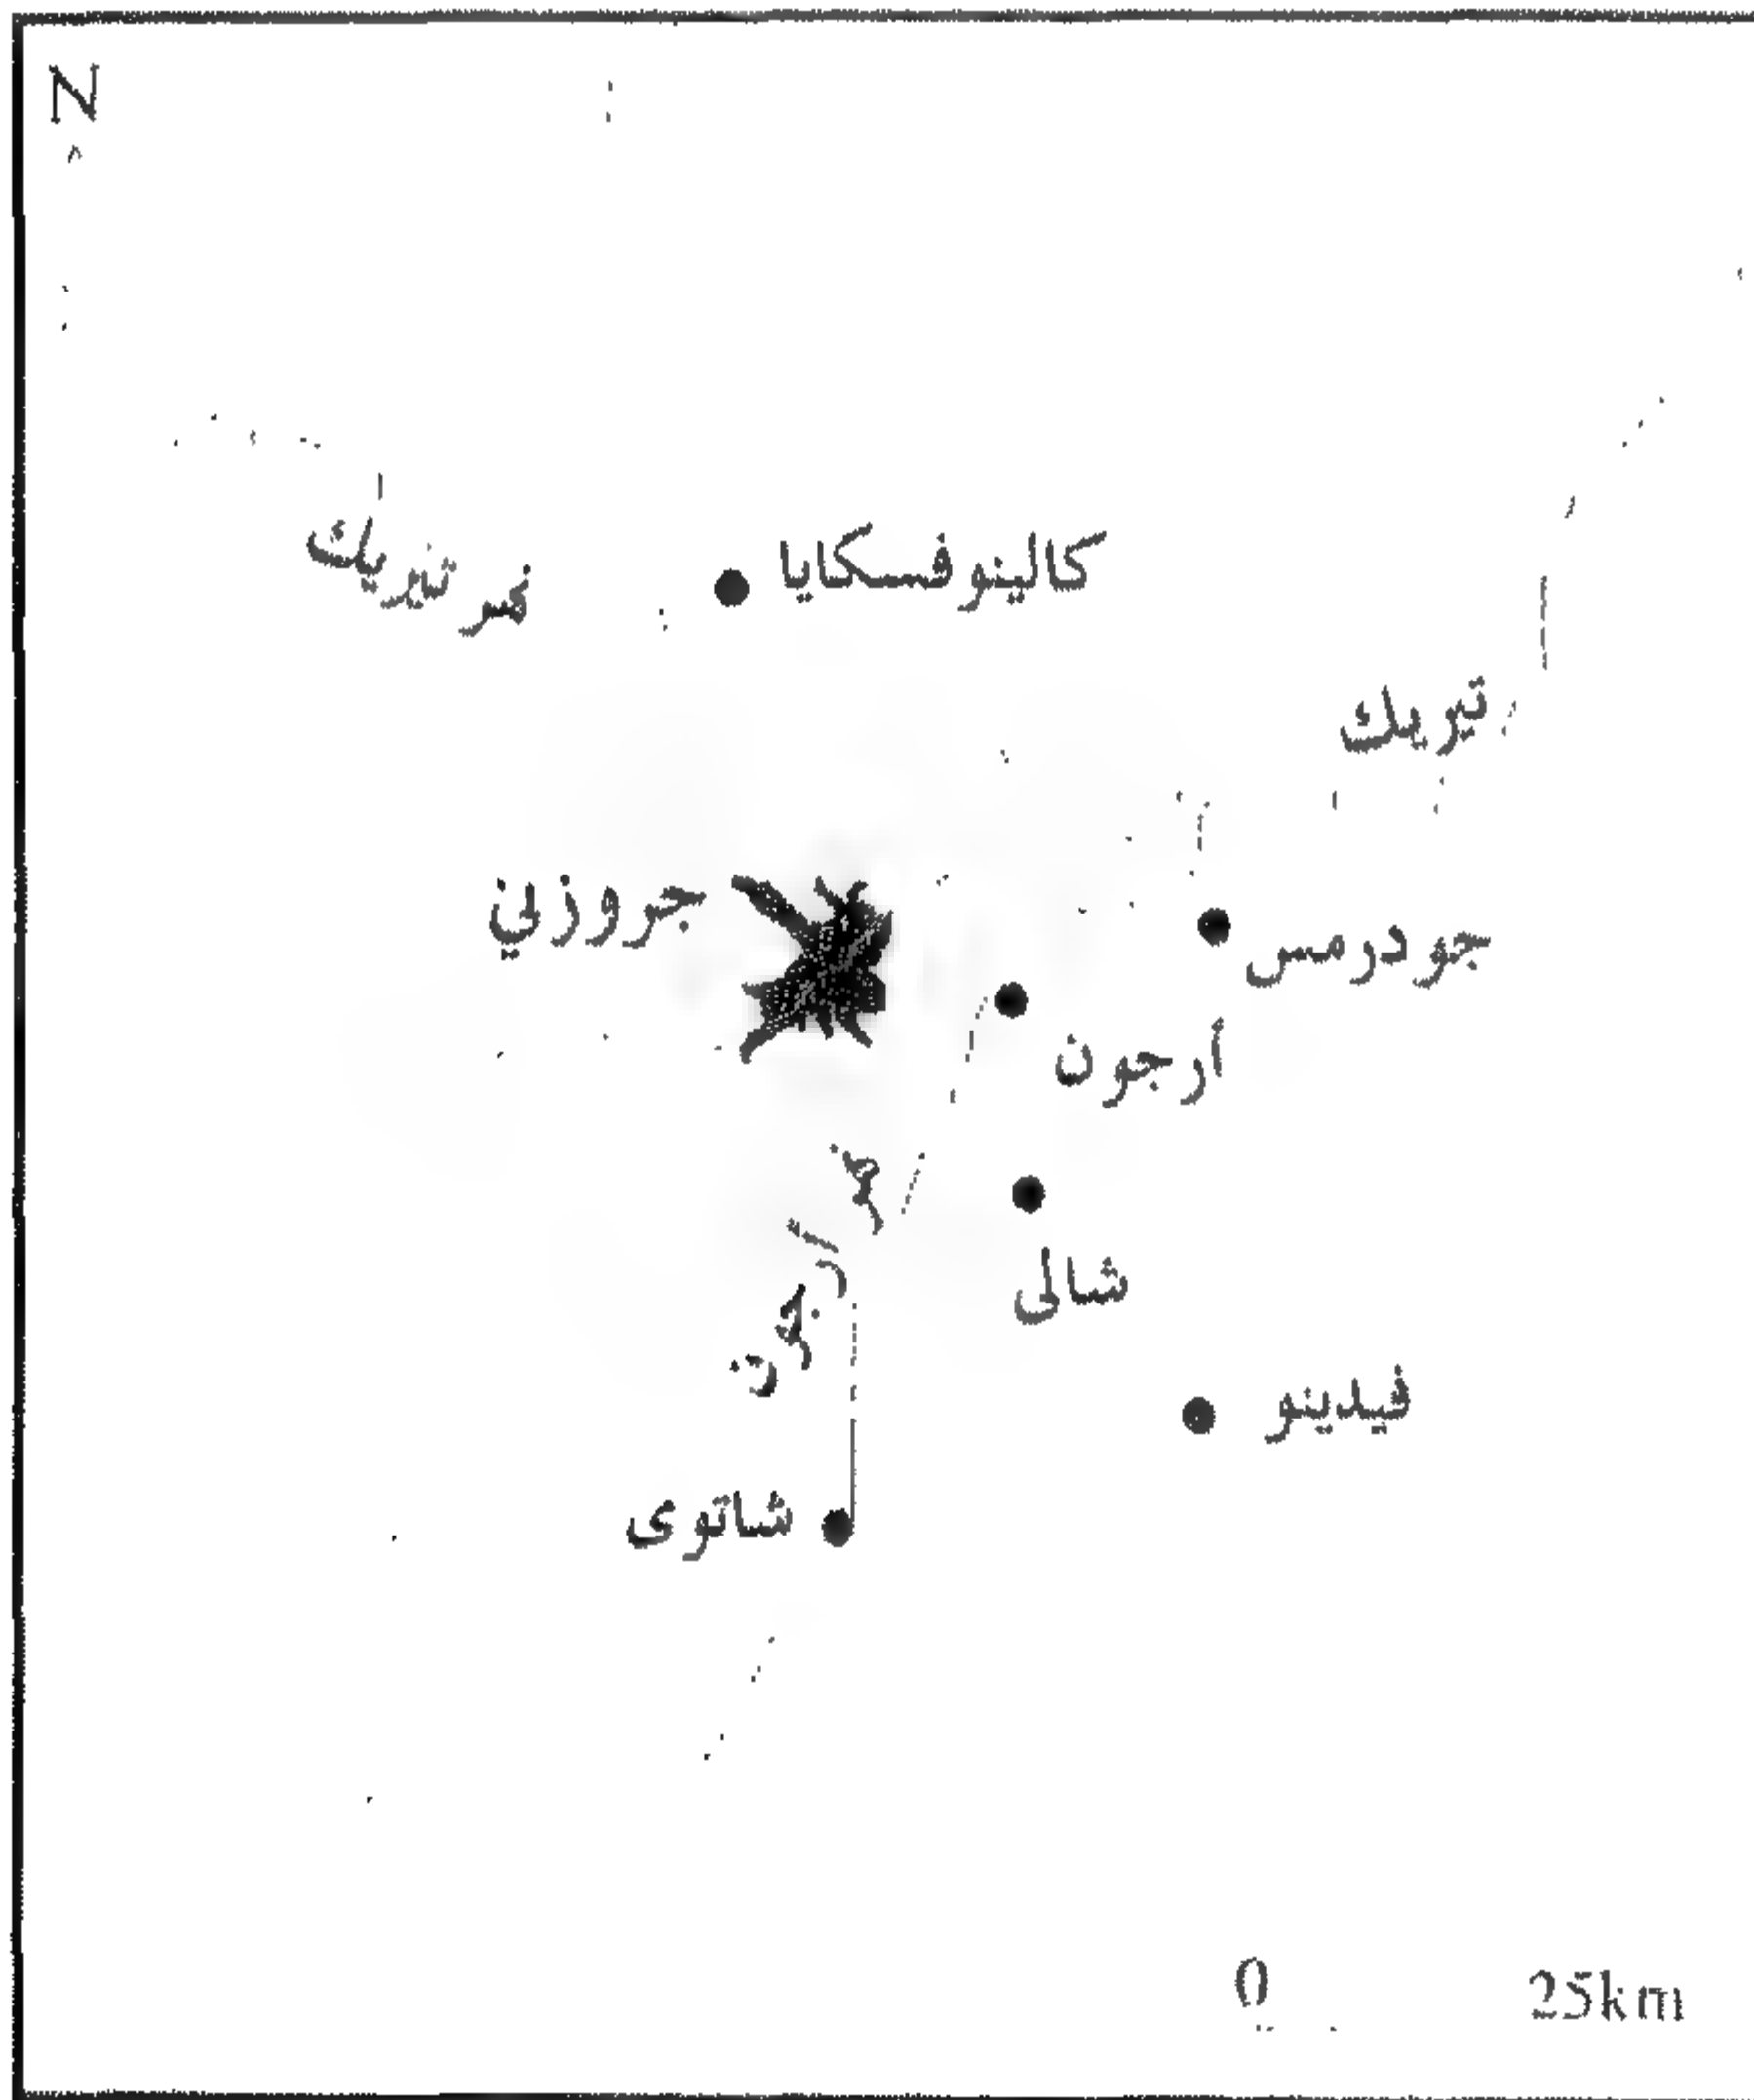 N
كالينوفسكايا
نهر تيريك
تيريك
جروزني
جودرمس
أرجون
نهر أرجون
شالى
فيدينو
شاتوى
0 25km